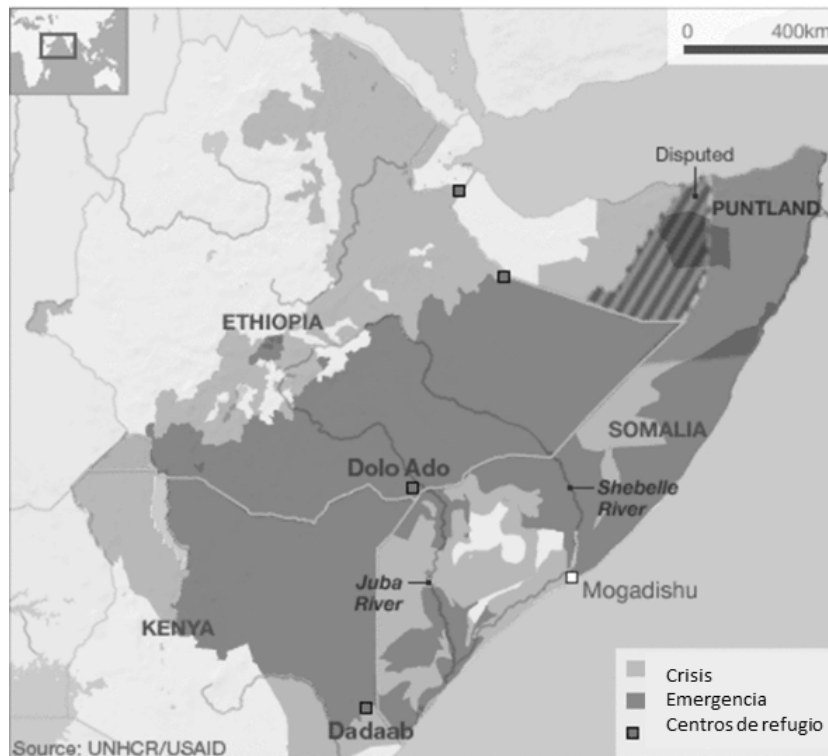 0 400km
Disputed
PUNTLAND
ETHIOPIA
SOMALIA
Dolo Ado
Shebelle
River
Juba
River
Mogadishu
KENYA
Dadaab
Crisis
Emergencia
Centros de refugio
Source: UNHCR/USAID